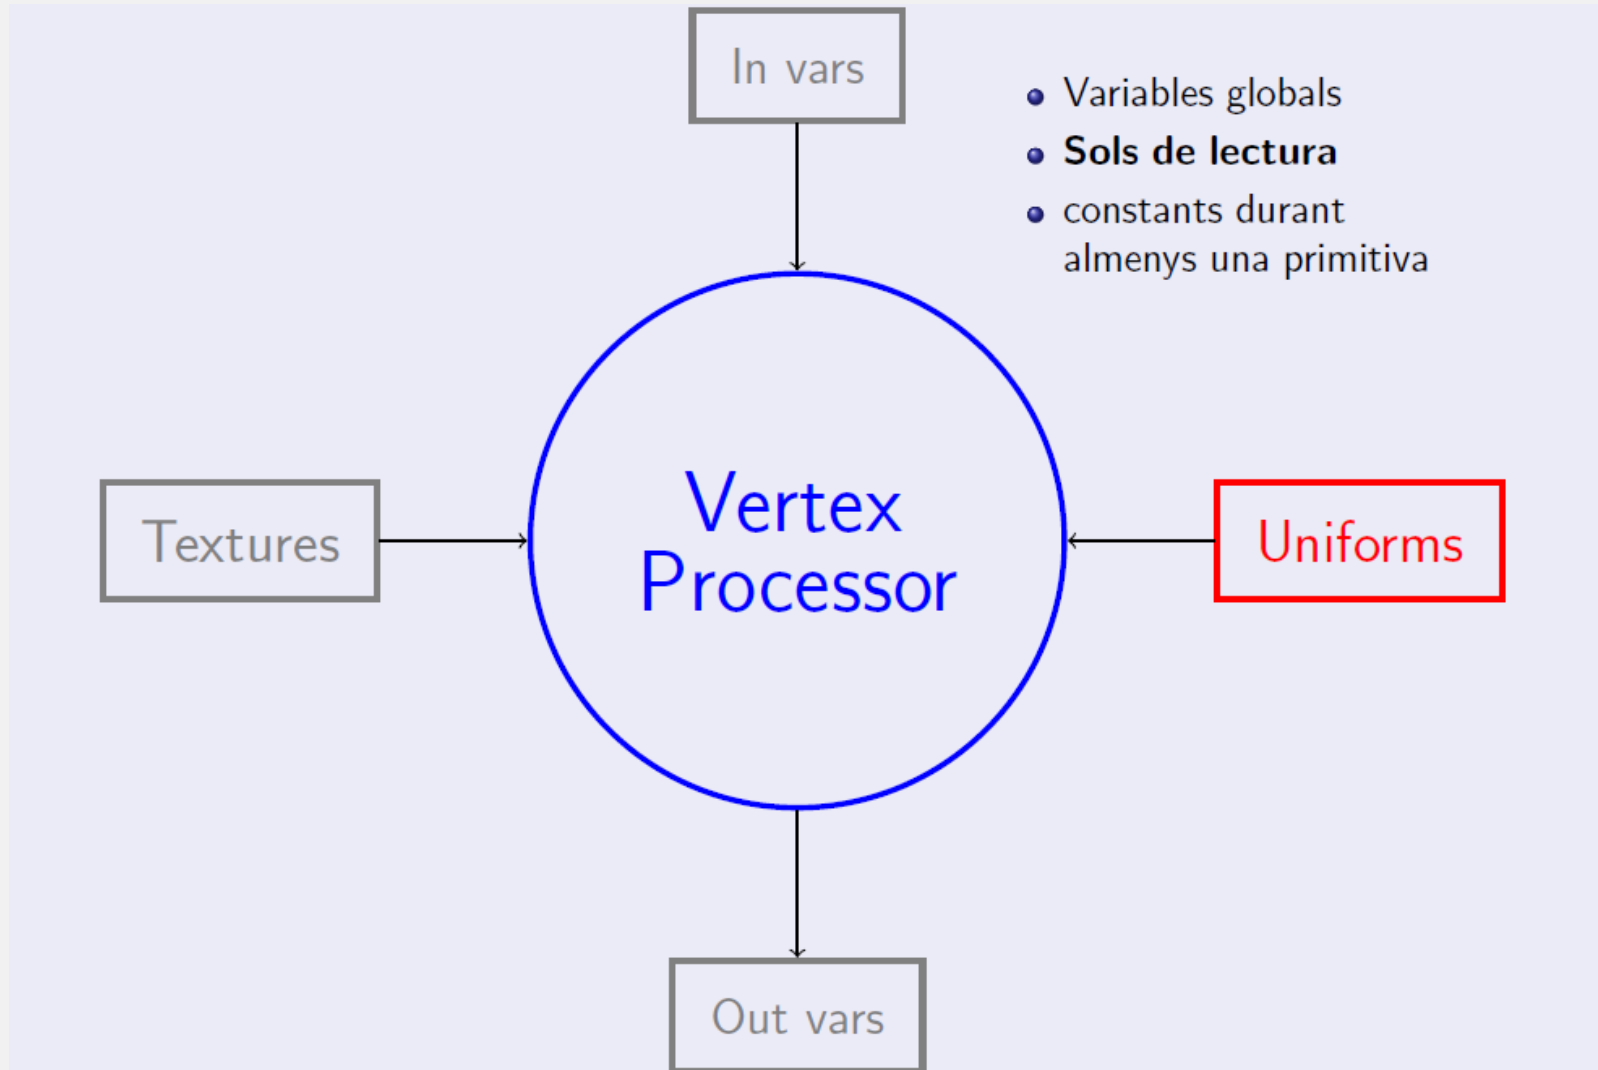 In vars
Variables globals
Sols de lectura
constants durant
almenys una primitiva
Vertex
Processor
Textures
Uniforms
Out vars